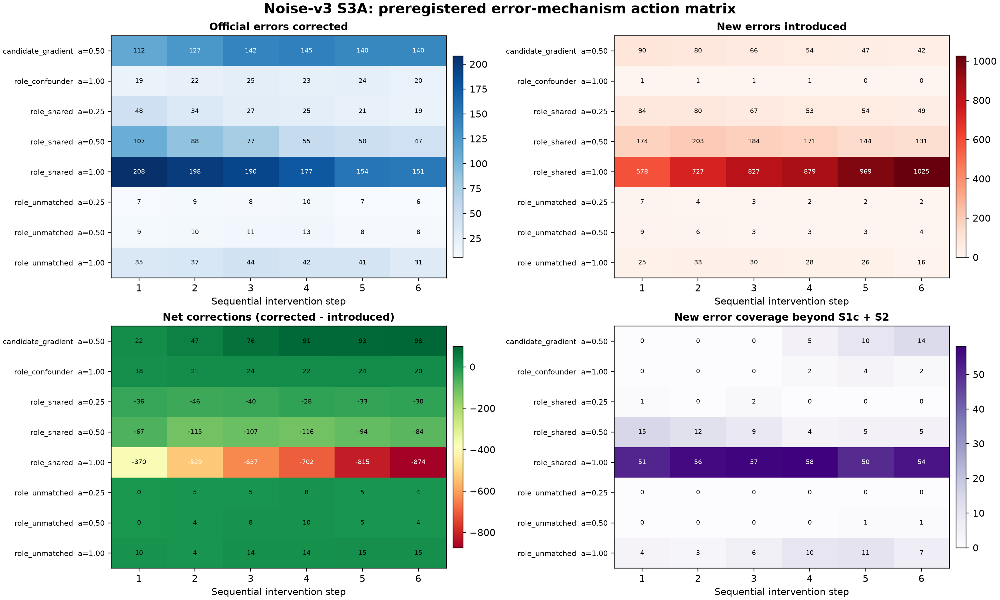 Noise-v3 S3A: preregistered error-mechanism action matrix
Official errors corrected
candidate_gradient a=0.50 112 127 142 145 140 140
role_confounder a=1.00 19 22 25 23 24 20
role_shared a=0.25 48 34 27 25 21 19
role_shared a=0.50 107 88 77 55 50 47
role_shared a=1.00 208 198 190 177 154 151
role_unmatched a=0.25 7 9 8 10 7 6
role_unmatched a=0.50 9 10 11 13 8 8
role_unmatched a=1.00 35 37 44 42 41 31
1 2 3 4 5 6
Sequential intervention step
200
175
150
125
100
75
50
25
New errors introduced
candidate_gradient a=0.50 90 80 66 54 47 42
role_confounder a=1.00 1 1 1 1 0 0
role_shared a=0.25 84 80 67 53 54 49
role_shared a=0.50 174 203 184 171 144 131
role_shared a=1.00 578 727 827 879 969 1025
role_unmatched a=0.25 7 4 3 2 2 2
role_unmatched a=0.50 9 6 3 3 3 4
role_unmatched a=1.00 25 33 30 28 26 16
1 2 3 4 5 6
Sequential intervention step
1000
800
600
400
200
0
Net corrections (corrected - introduced)
candidate_gradient a=0.50 22 47 76 91 93 98
role_confounder a=1.00 18 21 24 22 24 20
role_shared a=0.25 -36 -46 -40 -28 -33 -30
role_shared a=0.50 -67 -115 -107 -116 -94 -84
role_shared a=1.00 -370 -529 -637 -702 -815 -874
role_unmatched a=0.25 0 5 5 8 5 4
role_unmatched a=0.50 0 4 8 10 5 4
role_unmatched a=1.00 10 4 14 14 15 15
1 2 3 4 5 6
Sequential intervention step
0
−200
−400
−600
−800
New error coverage beyond S1c + S2
candidate_gradient a=0.50 0 0 0 5 10 14
role_confounder a=1.00 0 0 0 2 4 2
role_shared a=0.25 1 0 2 0 0 0
role_shared a=0.50 15 12 9 4 5 5
role_shared a=1.00 51 56 57 58 50 54
role_unmatched a=0.25 0 0 0 0 0 0
role_unmatched a=0.50 0 0 0 0 1 1
role_unmatched a=1.00 4 3 6 10 11 7
1 2 3 4 5 6
Sequential intervention step
50
40
30
20
10
0